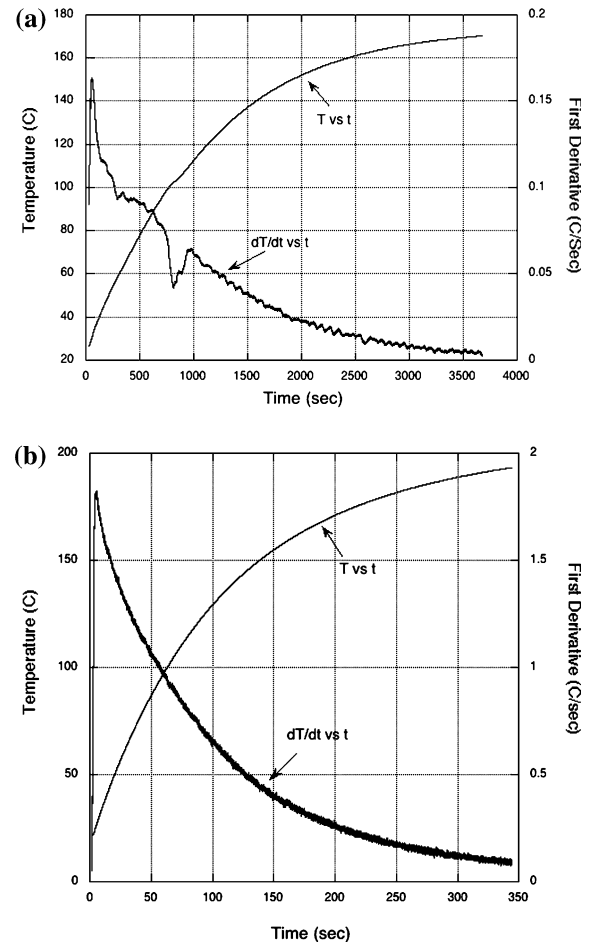 (a)
180
160
140
120
100
80
60
40
20
Temperature (C)
0.2
0.15
0.1
0.05
0
First Derivative (C/Sec)
T vs t
dT/dt vs t
0 500 1000 1500 2000 2500 3000 3500 4000
Time (sec)
(b)
200
150
100
50
0
Temperature (C)
2
1.5
1
0.5
0
First Derivative (C/sec)
T vs t
dT/dt vs t
0 50 100 150 200 250 300 350
Time (sec)